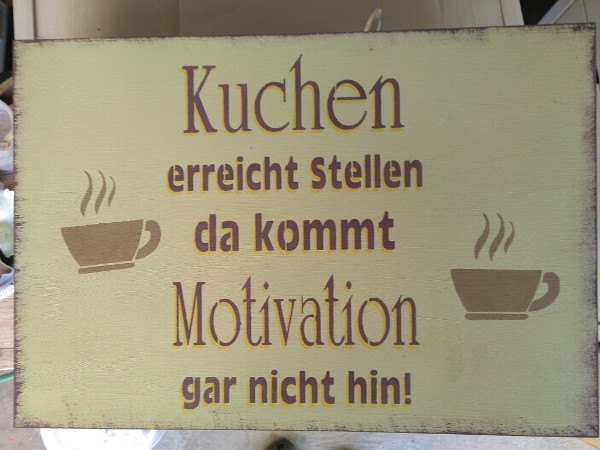 Kuchen
erreicht Stellen
da kommt
Motivation
gar nicht hin!